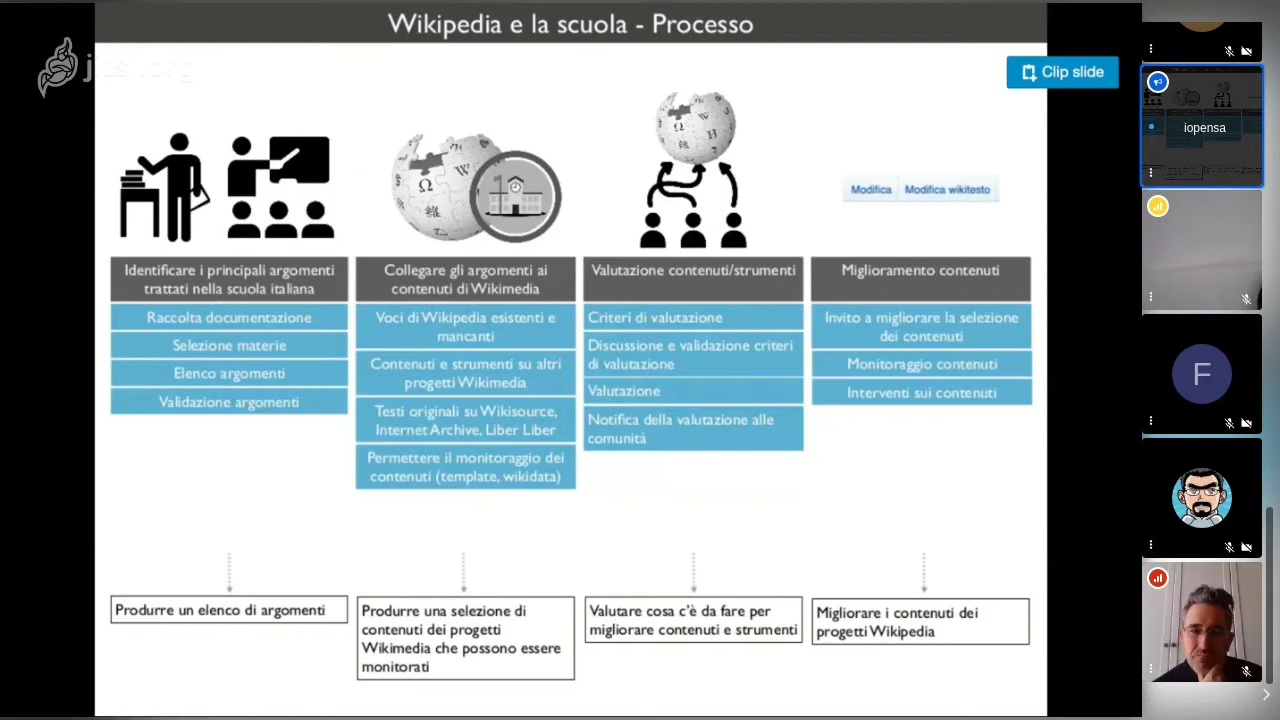 Wikipedia e la scuola - Processo
jitsi.org
Clip slide
Ω
W
維
Ω
W
И
維
Modifica
Modifica wikitesto
Identificare i principali argomenti
trattati nella scuola italiana
Raccolta documentazione
Selezione materie
Elenco argomenti
Validazione argomenti
Produrre un elenco di argomenti
Collegare gli argomenti ai
contenuti di Wikimedia
Voci di Wikipedia esistenti e
mancanti
Contenuti e strumenti su altri
progetti Wikimedia
Testi originali su Wikisource,
Internet Archive, Liber Liber
Permettere il monitoraggio dei
contenuti (template, wikidata)
Produrre una selezione di
contenuti dei progetti
Wikimedia che possono essere
monitorati
Valutazione contenuti/strumenti
Criteri di valutazione
Discussione e validazione criteri
di valutazione
Valutazione
Notifica della valutazione alle
comunità
Valutare cosa c'è da fare per
migliorare contenuti e strumenti
Miglioramento contenuti
Invito a migliorare la selezione
dei contenuti
Monitoraggio contenuti
Interventi sui contenuti
Migliorare i contenuti dei
progetti Wikipedia
iopensa
F